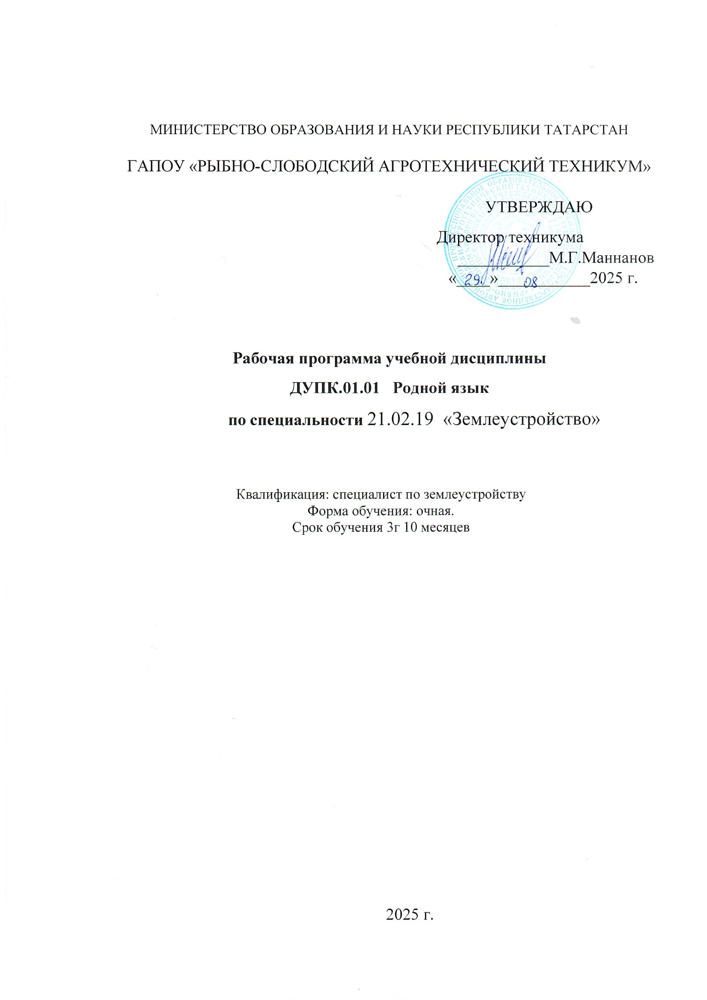 МИНИСТЕРСТВО ОБРАЗОВАНИЯ И НАУКИ РЕСПУБЛИКИ ТАТАРСТАН
ГАПОУ «РЫБНО-СЛОБОДСКИЙ АГРОТЕХНИЧЕСКИЙ ТЕХНИКУМ»
УТВЕРЖДАЮ
Директор техникума
___________М.Г.Маннанов
«29» 08 2025 г.
Рабочая программа учебной дисциплины
ДУПК.01.01 Родной язык
по специальности 21.02.19 «Землеустройство»
Квалификация: специалист по землеустройству
Форма обучения: очная.
Срок обучения 3г 10 месяцев
2025 г.